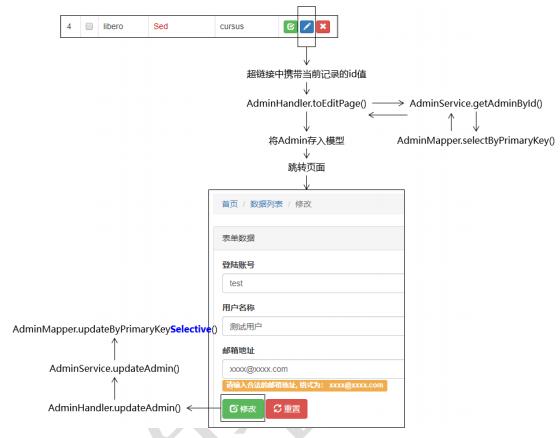 4 libero Sed cursus
超链接中携带当前记录的id值
AdminHandler.toEditPage()
AdminService.getAdminById()
将Admin存入模型
AdminMapper.selectByPrimaryKey()
跳转页面
首页 / 数据列表 / 修改
表单数据
登陆账号
test
用户名称
测试用户
邮箱地址
xxxx@xxxx.com
请输入合法的邮箱地址, 格式为： xxxx@xxxx.com
修改 重置
AdminMapper.updateByPrimaryKeySelective()
AdminService.updateAdmin()
AdminHandler.updateAdmin()